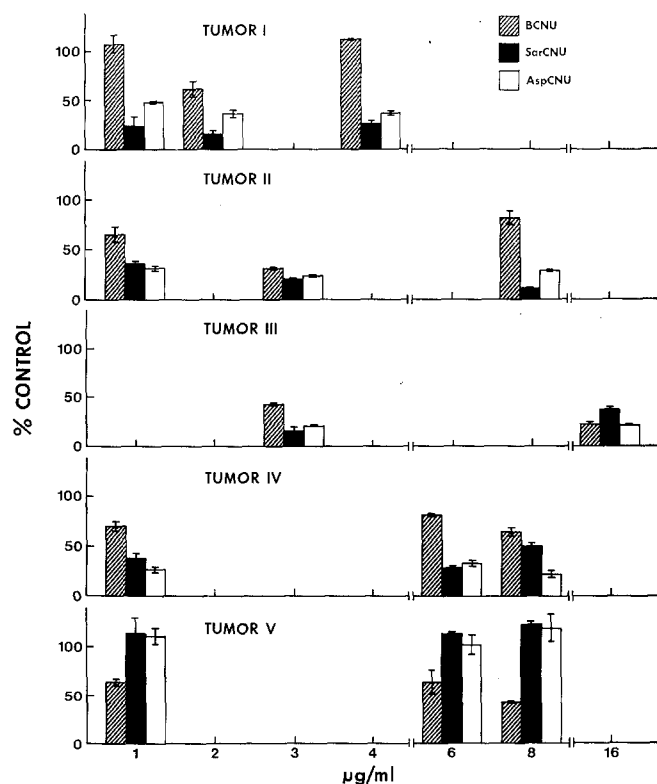 TUMOR I
BCNU
SarCNU
AspCNU
100
50
0
TUMOR II
100
50
0
TUMOR III
100
50
0
TUMOR IV
100
50
0
TUMOR V
100
50
0
% CONTROL
1 2 3 4 6 8 16
µg/ml